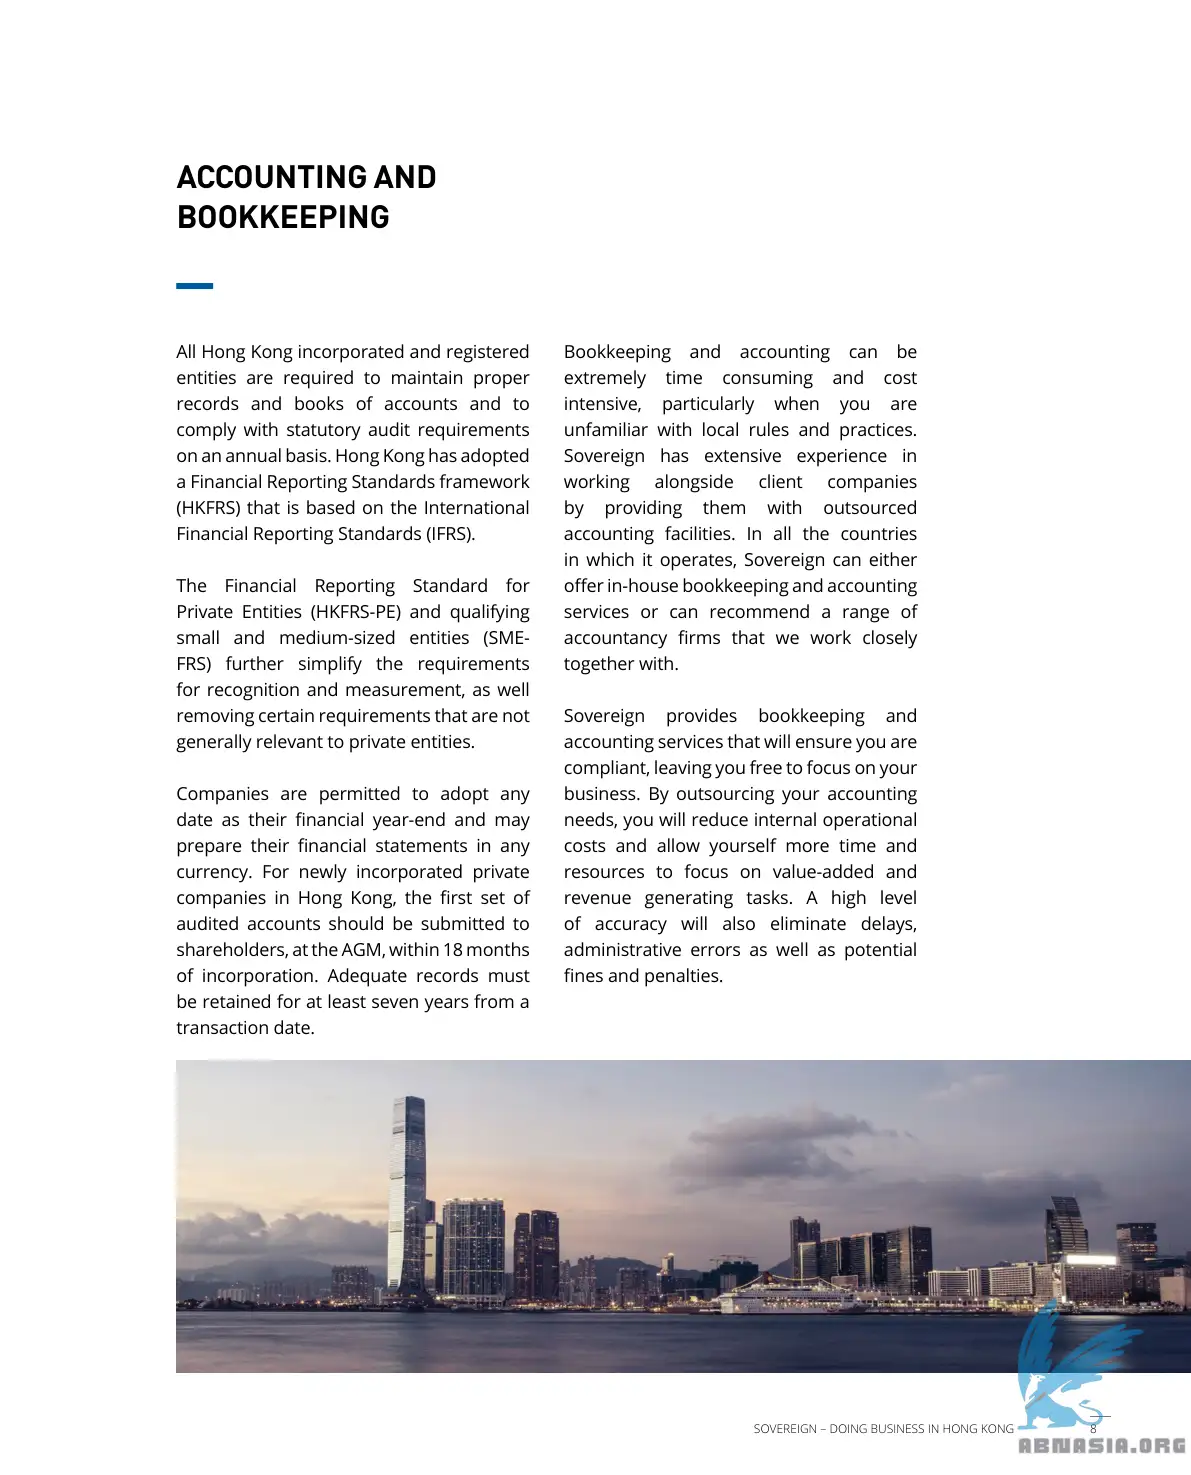 ACCOUNTING AND
BOOKKEEPING
All Hong Kong incorporated and registered
entities are required to maintain proper
records and books of accounts and to
comply with statutory audit requirements
on an annual basis. Hong Kong has adopted
a Financial Reporting Standards framework
(HKFRS) that is based on the International
Financial Reporting Standards (IFRS).
The Financial Reporting Standard for
Private Entities (HKFRS-PE) and qualifying
small and medium-sized entities (SME-
FRS) further simplify the requirements
for recognition and measurement, as well
removing certain requirements that are not
generally relevant to private entities.
Companies are permitted to adopt any
date as their financial year-end and may
prepare their financial statements in any
currency. For newly incorporated private
companies in Hong Kong, the first set of
audited accounts should be submitted to
shareholders, at the AGM, within 18 months
of incorporation. Adequate records must
be retained for at least seven years from a
transaction date.
Bookkeeping and accounting can be
extremely time consuming and cost
intensive, particularly when you are
unfamiliar with local rules and practices.
Sovereign has extensive experience in
working alongside client companies
by providing them with outsourced
accounting facilities. In all the countries
in which it operates, Sovereign can either
offer in-house bookkeeping and accounting
services or can recommend a range of
accountancy firms that we work closely
together with.
Sovereign provides bookkeeping and
accounting services that will ensure you are
compliant, leaving you free to focus on your
business. By outsourcing your accounting
needs, you will reduce internal operational
costs and allow yourself more time and
resources to focus on value-added and
revenue generating tasks. A high level
of accuracy will also eliminate delays,
administrative errors as well as potential
fines and penalties.
SOVEREIGN – DOING BUSINESS IN HONG KONG
8
ABNASIA.ORG